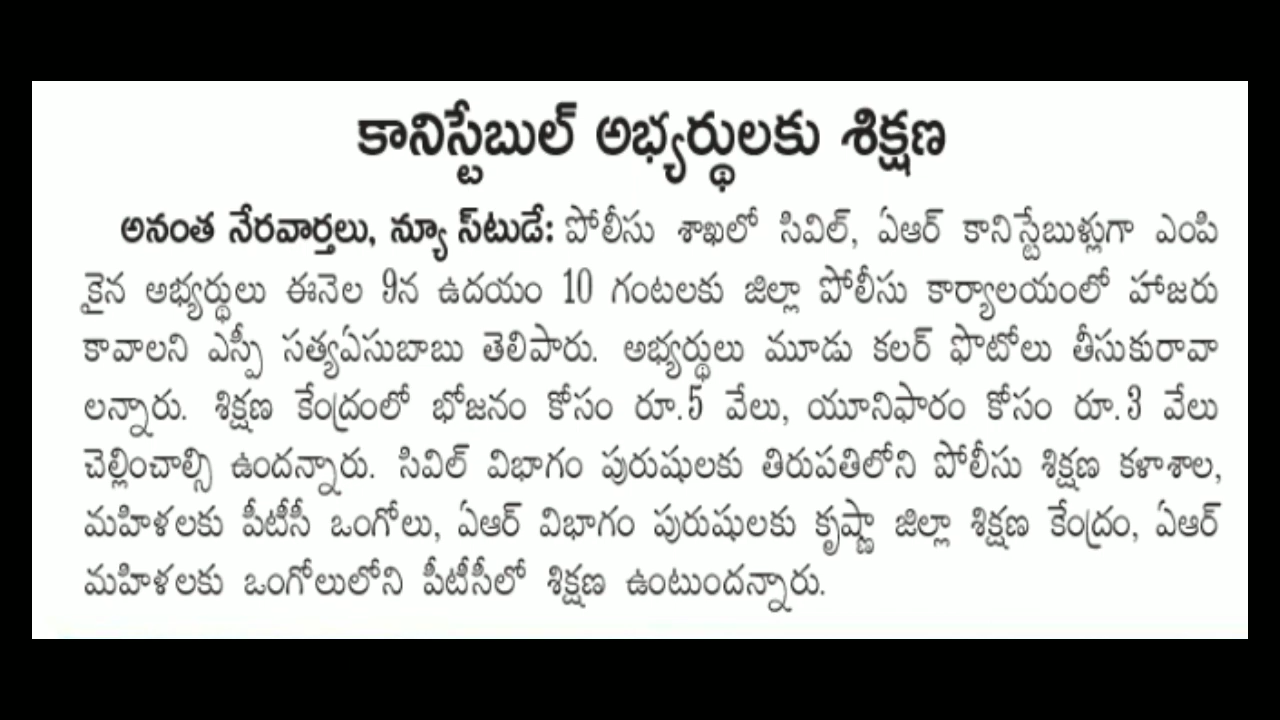 కానిస్టేబుల్ అభ్యర్థులకు శిక్షణ
అనంత నేరవార్తలు, న్యూస్‌టుడే: పోలీసు శాఖలో సివిల్, ఏఆర్ కానిస్టేబుళ్లుగా ఎంపి
కైన అభ్యర్థులు ఈనెల 9న ఉదయం 10 గంటలకు జిల్లా పోలీసు కార్యాలయంలో హాజరు
కావాలని ఎస్పీ సత్యఏసుబాబు తెలిపారు. అభ్యర్థులు మూడు కలర్ ఫొటోలు తీసుకురావా
లన్నారు. శిక్షణ కేంద్రంలో భోజనం కోసం రూ.5 వేలు, యూనిఫారం కోసం రూ.3 వేలు
చెల్లించాల్సి ఉందన్నారు. సివిల్ విభాగం పురుషులకు తిరుపతిలోని పోలీసు శిక్షణ కళాశాల,
మహిళలకు పీటీసీ ఒంగోలు, ఏఆర్ విభాగం పురుషులకు కృష్ణా జిల్లా శిక్షణ కేంద్రం, ఏఆర్
మహిళలకు ఒంగోలులోని పీటీసీలో శిక్షణ ఉంటుందన్నారు.